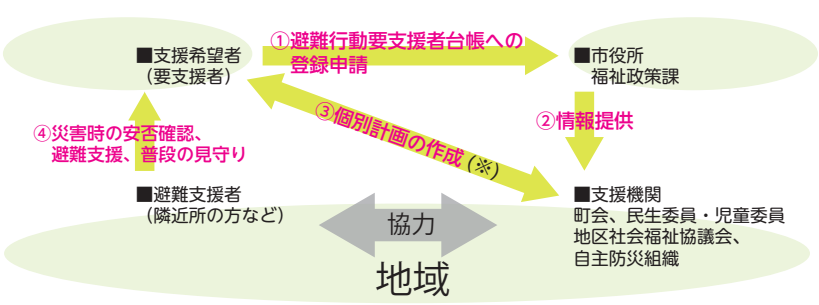 ■支援希望者
（要支援者）
①避難行動要支援者台帳への
登録申請
■市役所
福祉政策課
②情報提供
③個別計画の作成（※）
④災害時の安否確認、
避難支援、普段の見守り
■避難支援者
（隣近所の方など）
協力
■支援機関
町会、民生委員・児童委員
地区社会福祉協議会、
自主防災組織
地域